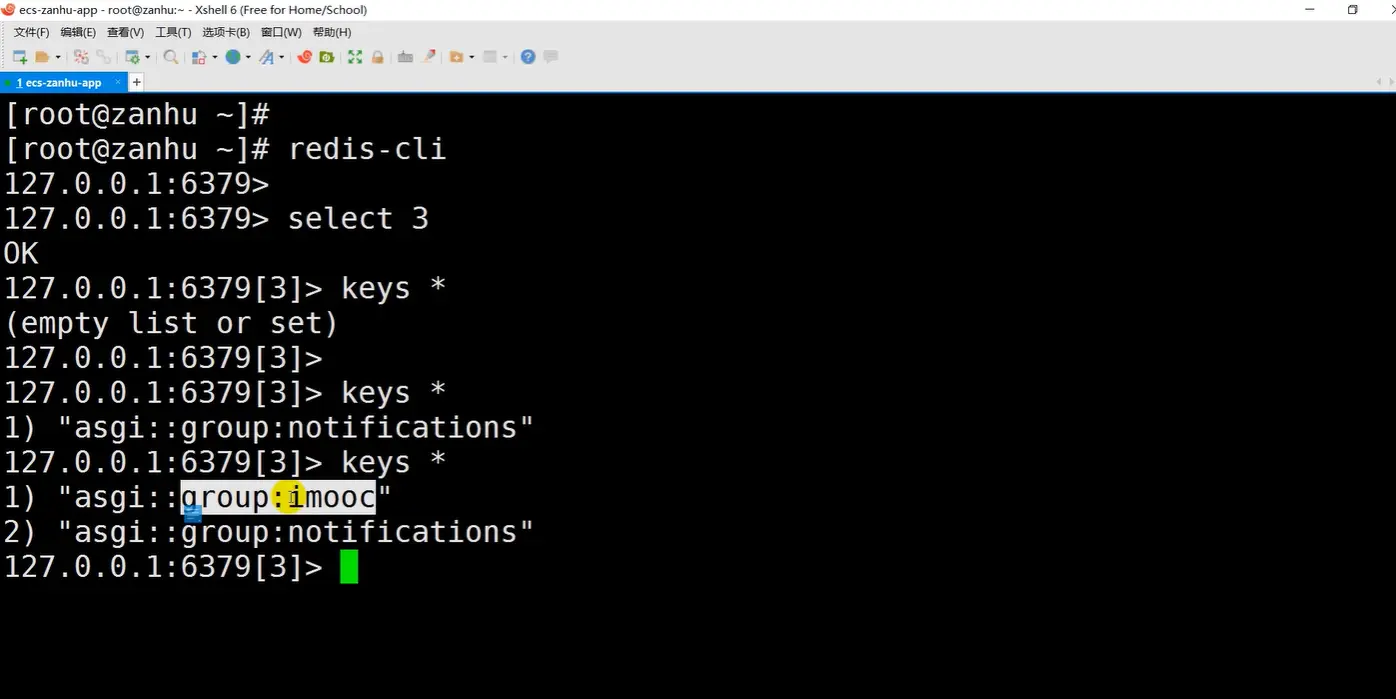 ecs-zanhu-app - root@zanhu:~ - Xshell 6 (Free for Home/School)
文件(F) 编辑(E) 查看(V) 工具(T) 选项卡(B) 窗口(W) 帮助(H)
1 ecs-zanhu-app × +
[root@zanhu ~]#
[root@zanhu ~]# redis-cli
127.0.0.1:6379>
127.0.0.1:6379> select 3
OK
127.0.0.1:6379[3]> keys *
(empty list or set)
127.0.0.1:6379[3]>
127.0.0.1:6379[3]> keys *
1) "asgi::group:notifications"
127.0.0.1:6379[3]> keys *
1) "asgi::group:imooc"
2) "asgi::group:notifications"
127.0.0.1:6379[3]>